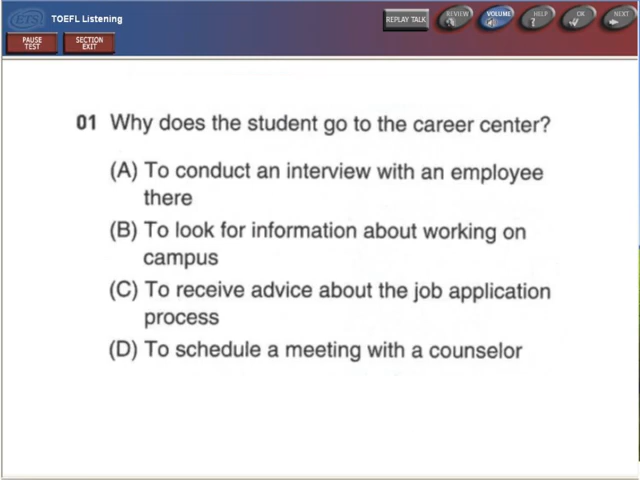 ETS TOEFL Listening
REPLAY TALK REVIEW VOLUME HELP ? OK NEXT
PAUSE TEST
SECTION EXIT
01 Why does the student go to the career center?
(A) To conduct an interview with an employee
there
(B) To look for information about working on
campus
(C) To receive advice about the job application
process
(D) To schedule a meeting with a counselor